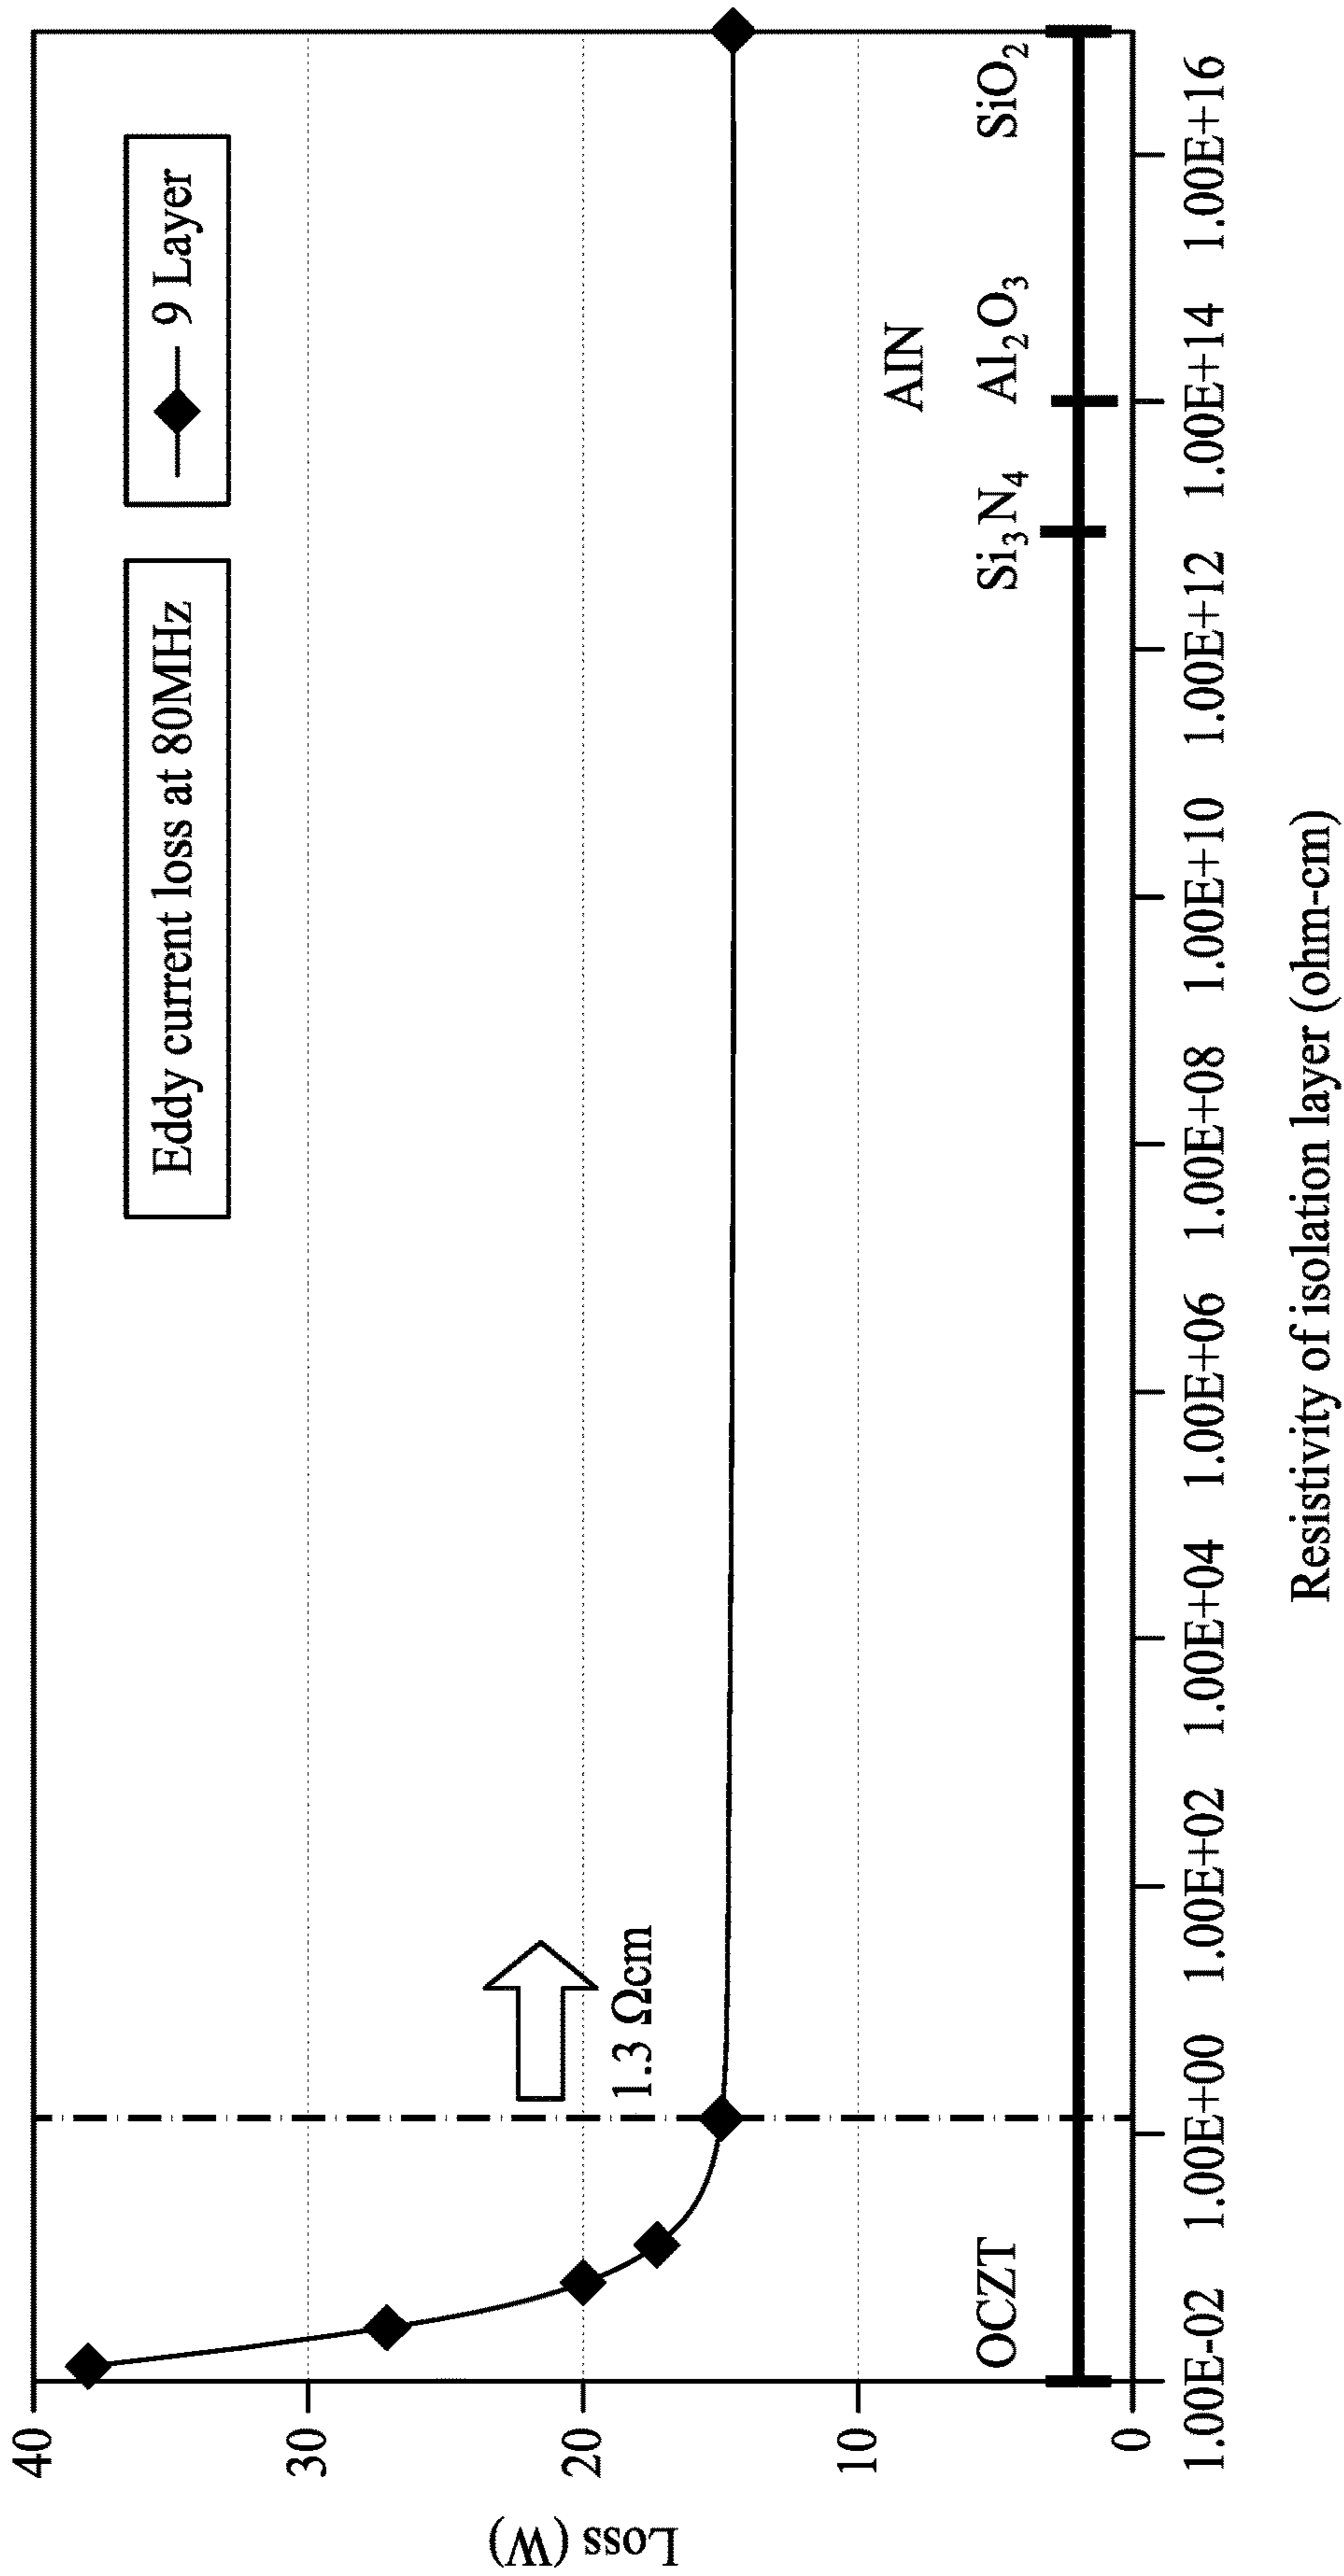 40
30
20
10
0
Loss (W)
Eddy current loss at 80MHz
9 Layer
1.3 Ωcm
OCZT
Si₃N₄
AlN
Al₂O₃
SiO₂
1.00E-02 1.00E+00 1.00E+02 1.00E+04 1.00E+06 1.00E+08 1.00E+10 1.00E+12 1.00E+14 1.00E+16
Resistivity of isolation layer (ohm-cm)